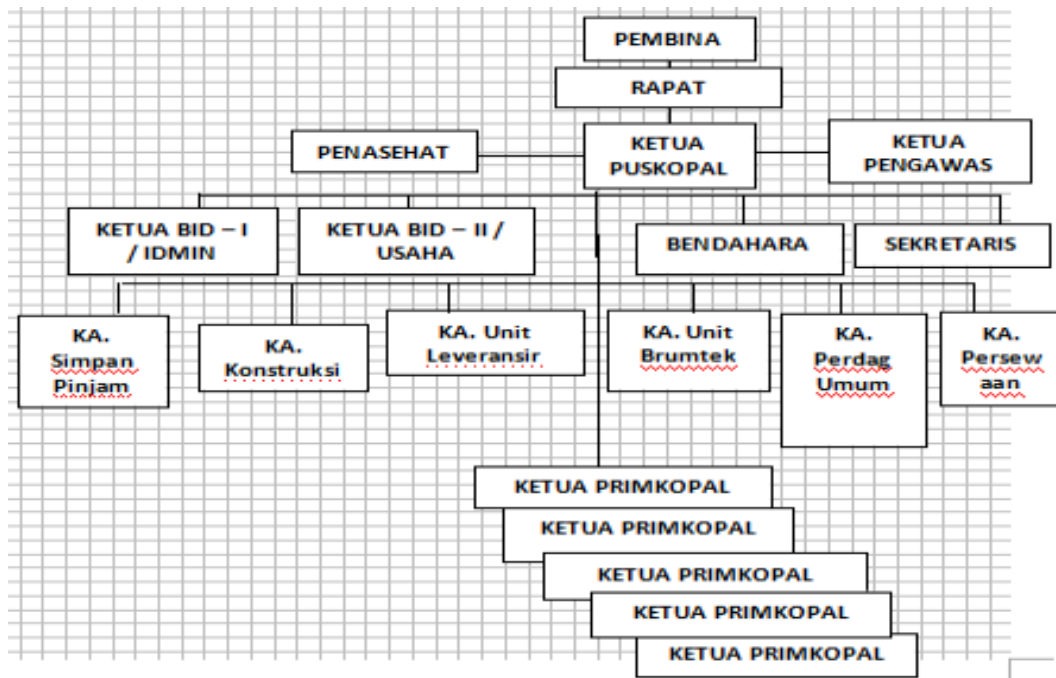 PEMBINA
RAPAT
PENASEHAT
KETUA
PUSKOPAL
KETUA
PENGAWAS
KETUA BID – I
/ IDMIN
KETUA BID – II /
USAHA
BENDAHARA
SEKRETARIS
KA.
Simpan
Pinjam
KA.
Konstruksi
KA. Unit
Leveransir
KA. Unit
Brumtek
KA.
Perdag
Umum
KA.
Persew
aan
KETUA PRIMKOPAL
KETUA PRIMKOPAL
KETUA PRIMKOPAL
KETUA PRIMKOPAL
KETUA PRIMKOPAL